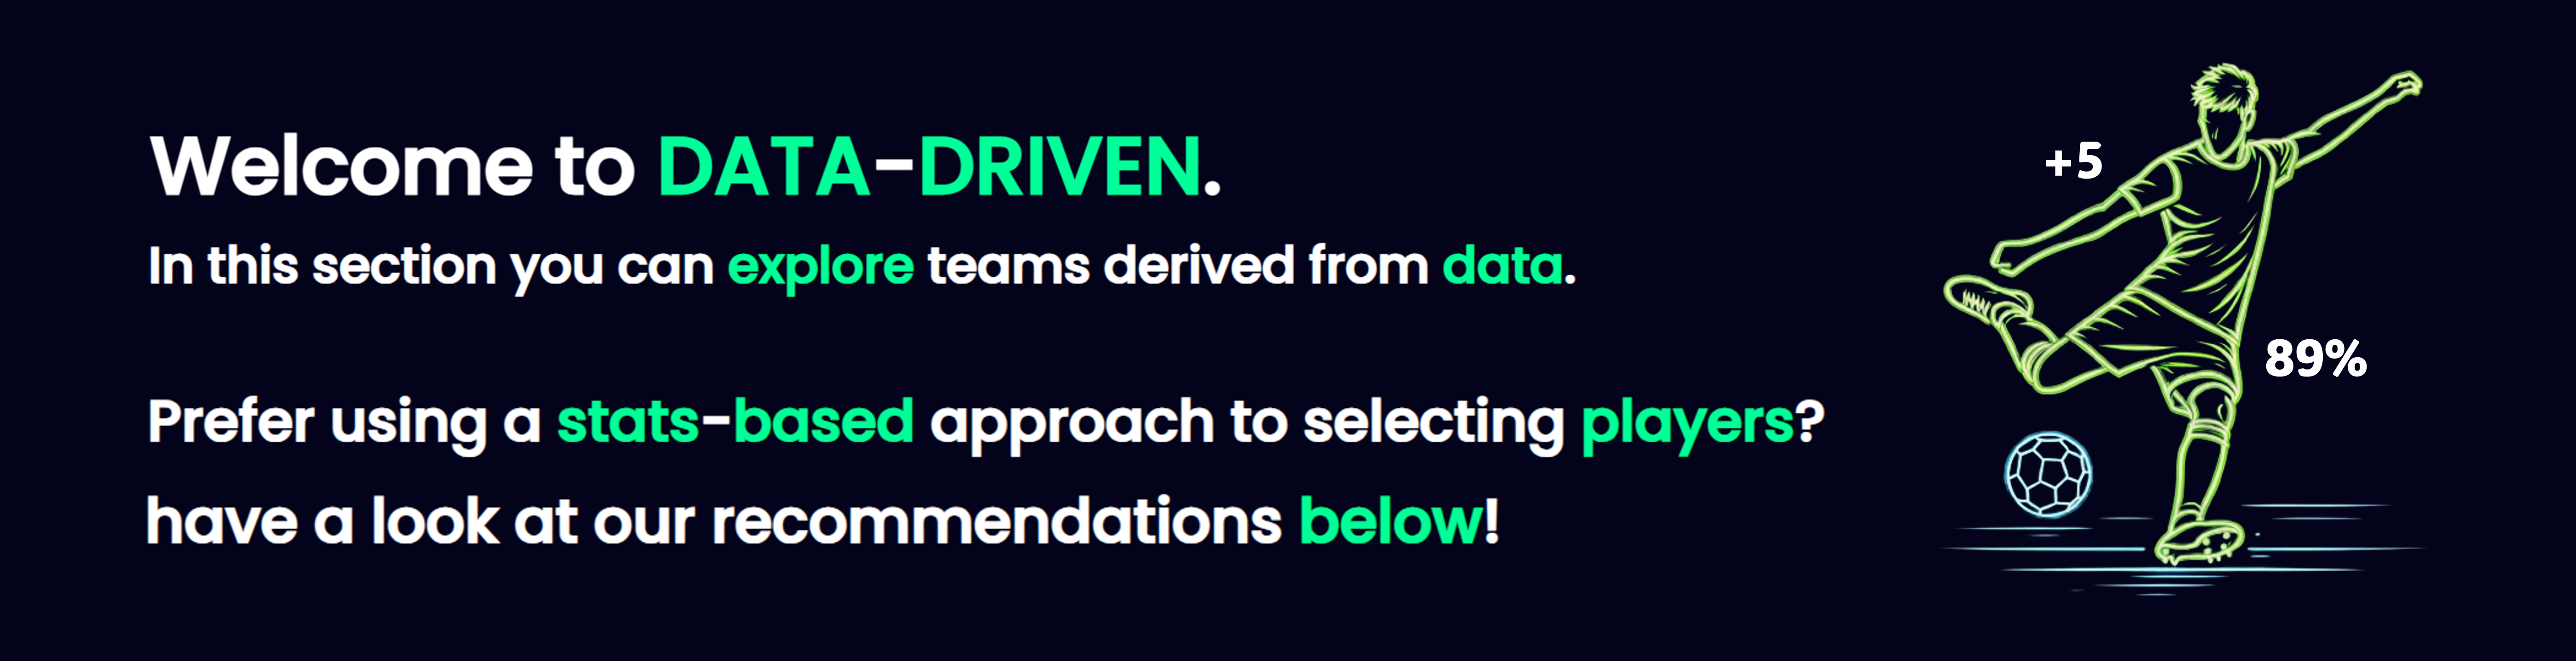 Welcome to DATA-DRIVEN.
In this section you can explore teams derived from data.
Prefer using a stats-based approach to selecting players?
have a look at our recommendations below!
+5
89%